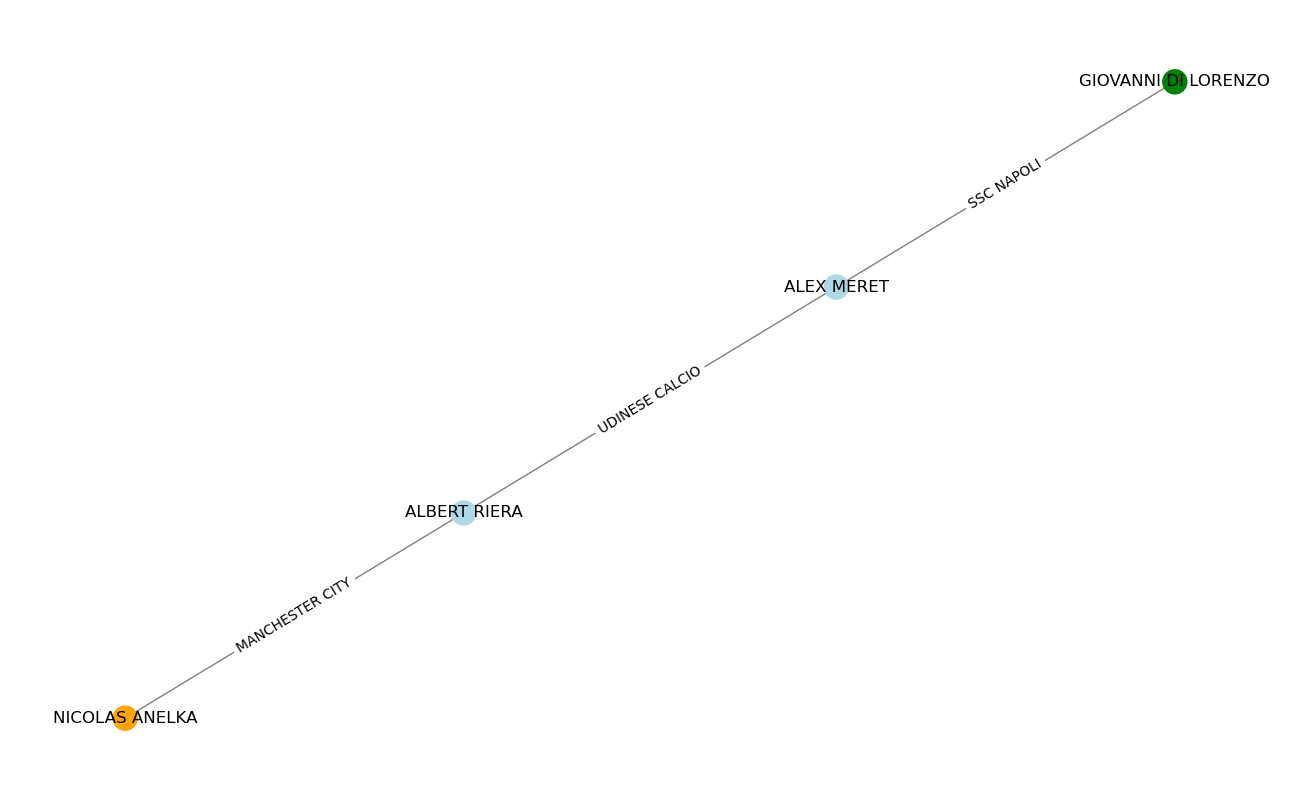 GIOVANNI DI LORENZO
SSC NAPOLI
ALEX MERET
UDINESE CALCIO
ALBERT RIERA
MANCHESTER CITY
NICOLAS ANELKA